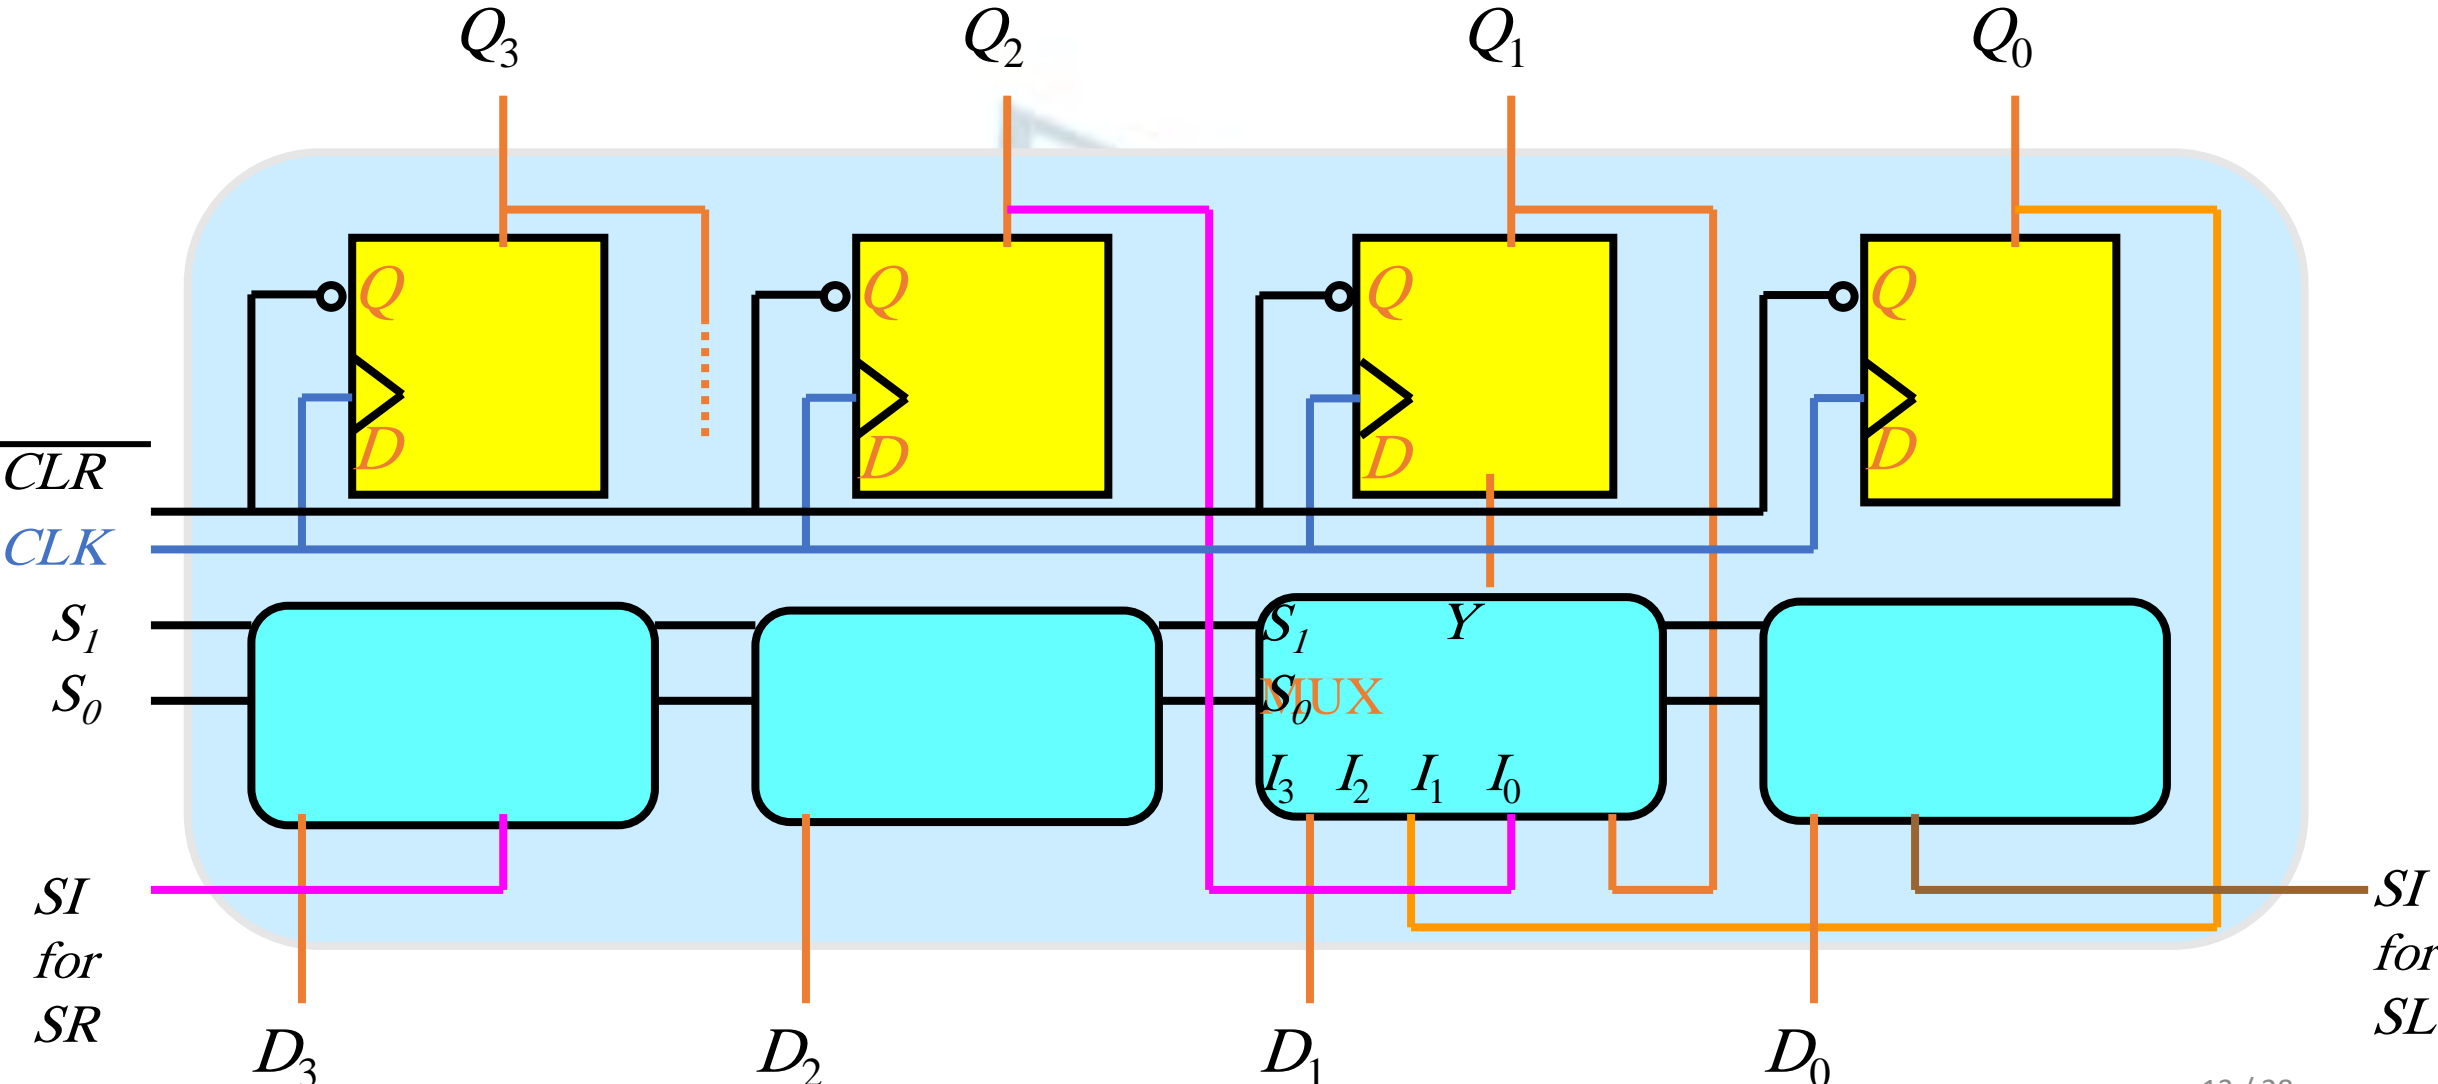 Q3 Q2 Q1 Q0
Q Q Q Q
D D D D
CLR
CLK
S1 S1 Y
S0 S0 MUX
I3 I2 I1 I0
SI SI
for for
SR SL
D3 D2 D1 D0